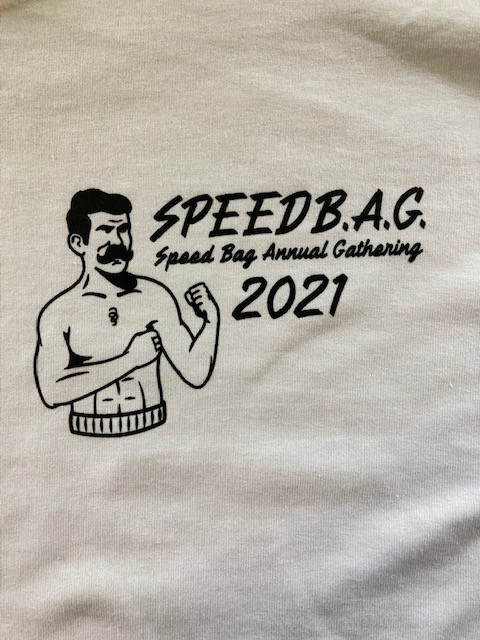 SPEEDB.A.G.
Speed Bag Annual Gathering
2021